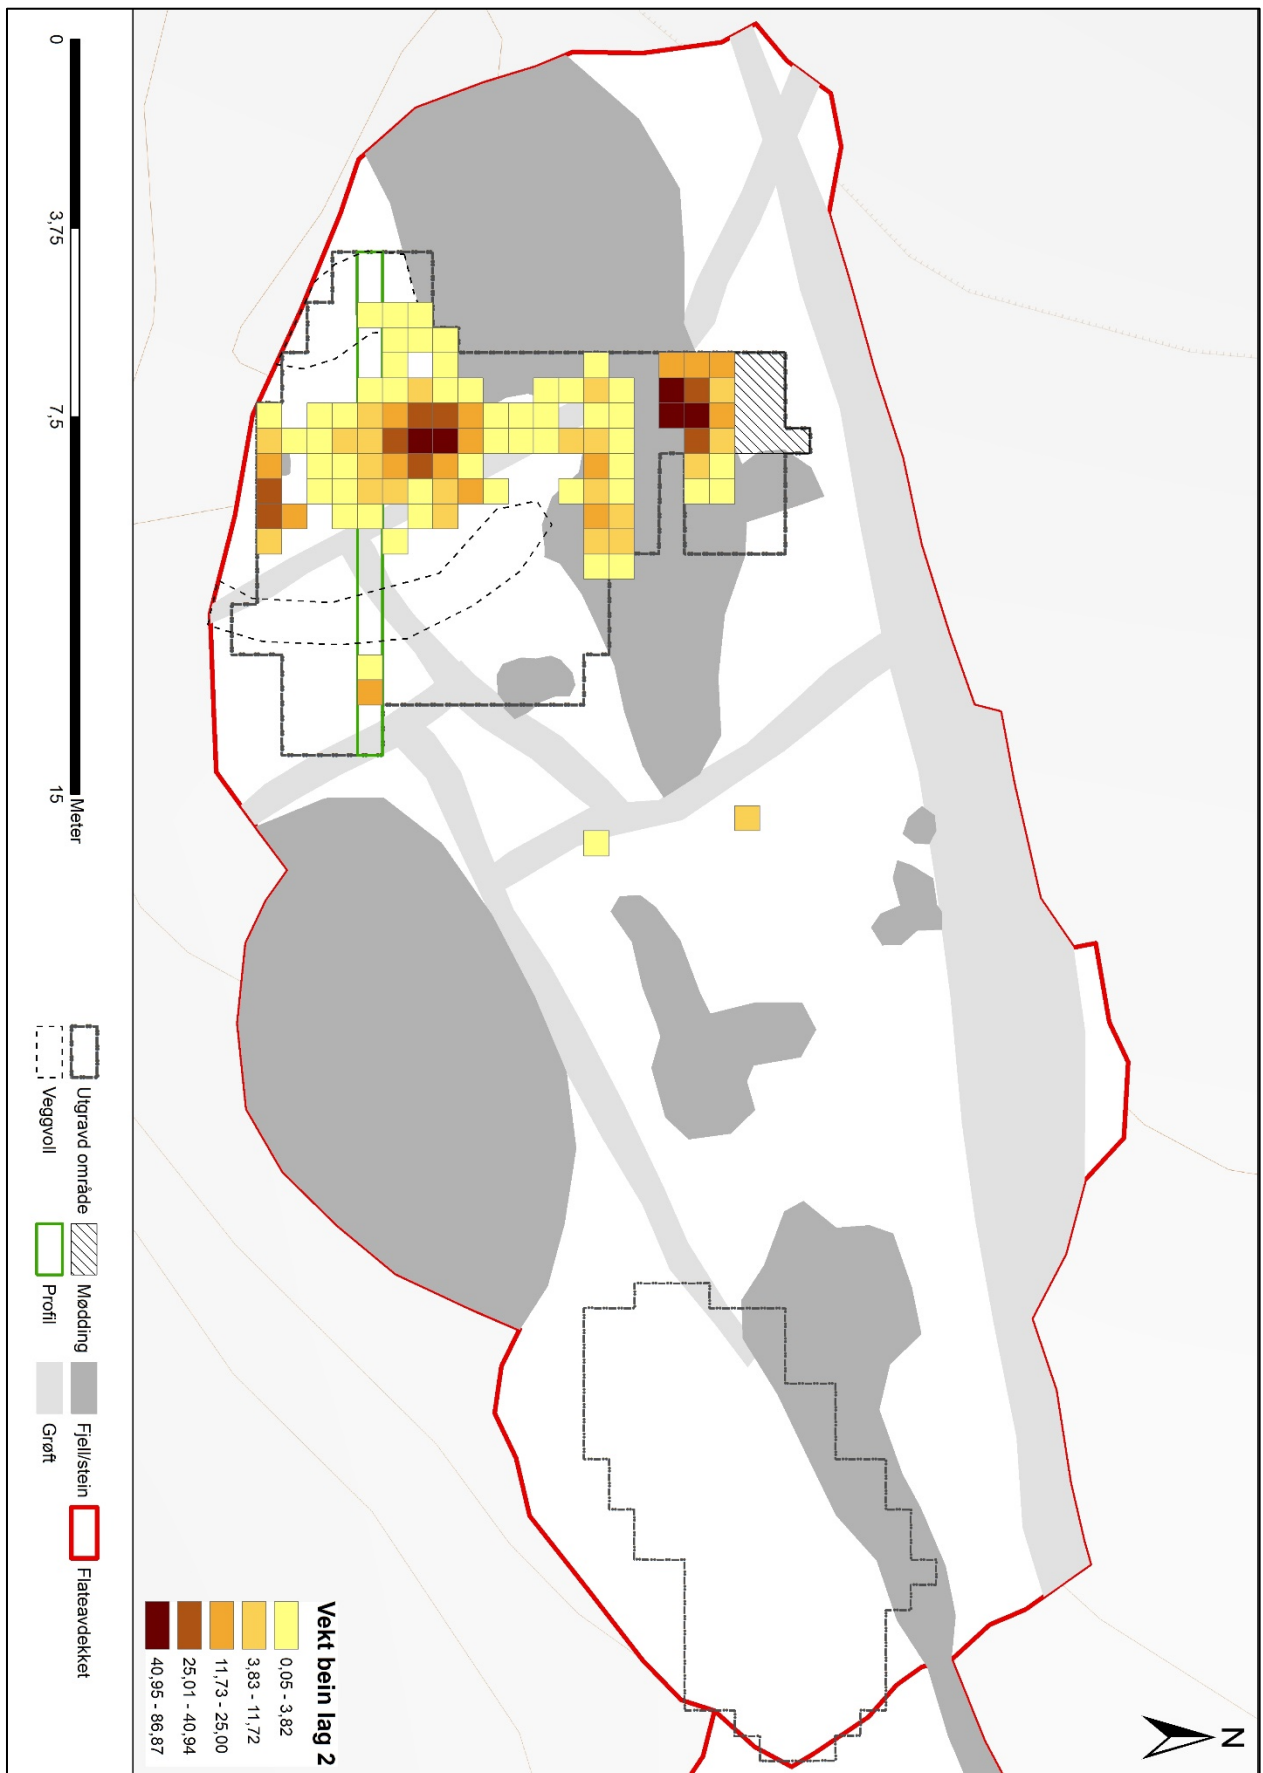 N
Vekt bein lag 2
0,05 - 3,82
3,83 - 11,72
11,73 - 25,00
25,01 - 40,94
40,95 - 86,87
0 3,75 7,5 15
Meter
Utgravd område Mødding Fjell/stein Flateavdekket
Veggvoll Profil Grøft